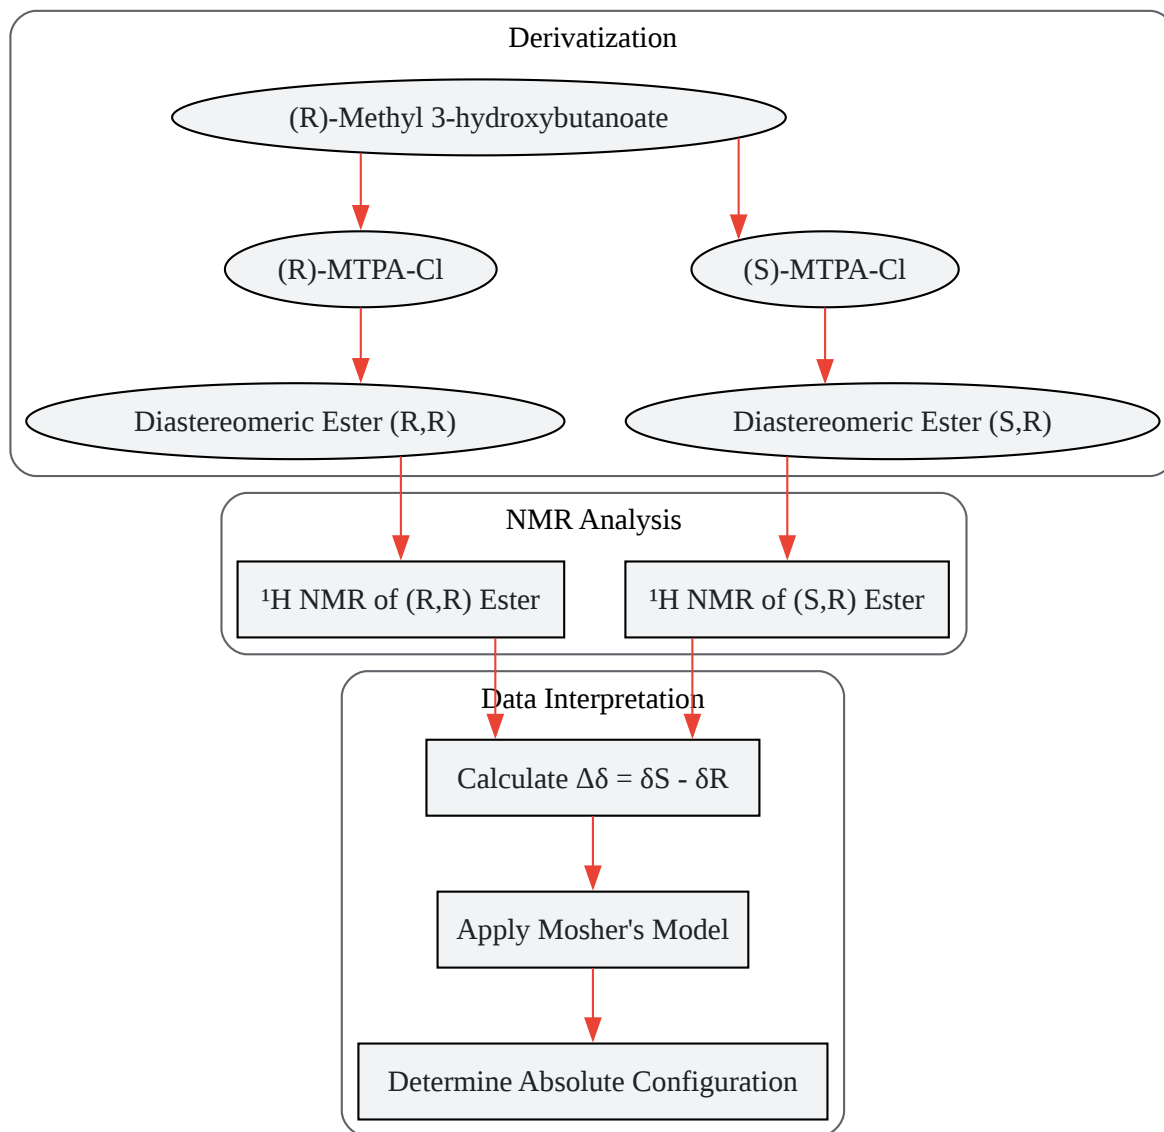 Derivatization
(R)-Methyl 3-hydroxybutanoate
(R)-MTPA-Cl
(S)-MTPA-Cl
Diastereomeric Ester (R,R)
Diastereomeric Ester (S,R)
NMR Analysis
¹H NMR of (R,R) Ester
¹H NMR of (S,R) Ester
Data Interpretation
Calculate Δδ = δS - δR
Apply Mosher's Model
Determine Absolute Configuration